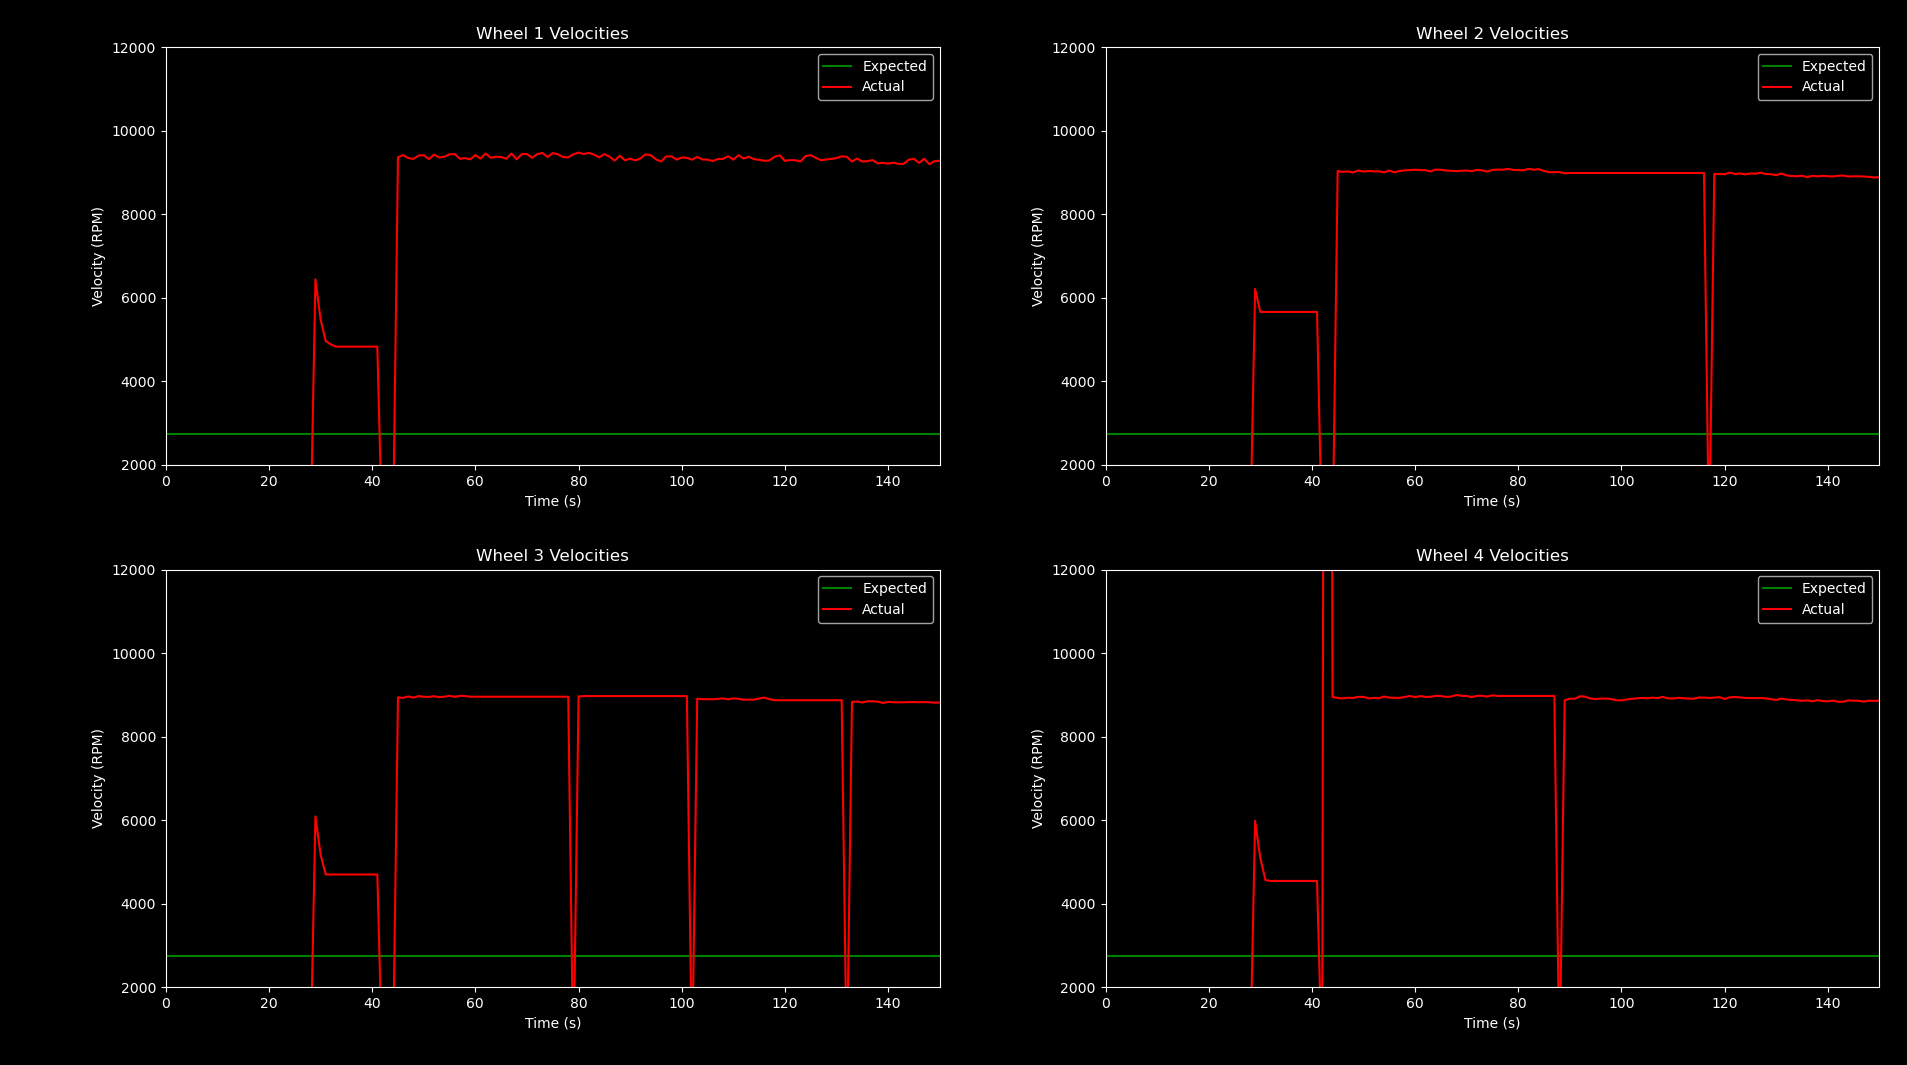 Wheel 1 Velocities
12000
10000
8000
6000
4000
2000
Velocity (RPM)
Expected
Actual
0 20 40 60 80 100 120 140
Time (s)
Wheel 2 Velocities
12000
10000
8000
6000
4000
2000
Velocity (RPM)
Expected
Actual
0 20 40 60 80 100 120 140
Time (s)
Wheel 3 Velocities
12000
10000
8000
6000
4000
2000
Velocity (RPM)
Expected
Actual
0 20 40 60 80 100 120 140
Time (s)
Wheel 4 Velocities
12000
10000
8000
6000
4000
2000
Velocity (RPM)
Expected
Actual
0 20 40 60 80 100 120 140
Time (s)